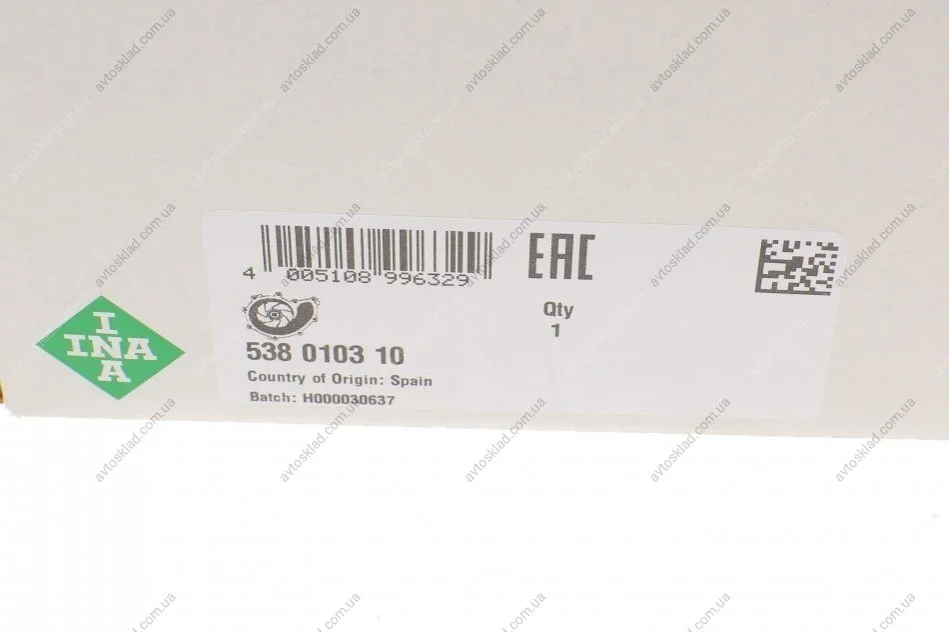 4 005108 996329
EAC
Qty
1
538 0103 10
Country of Origin: Spain
Batch: H000030637
INA
INA
avtosklad.com.ua